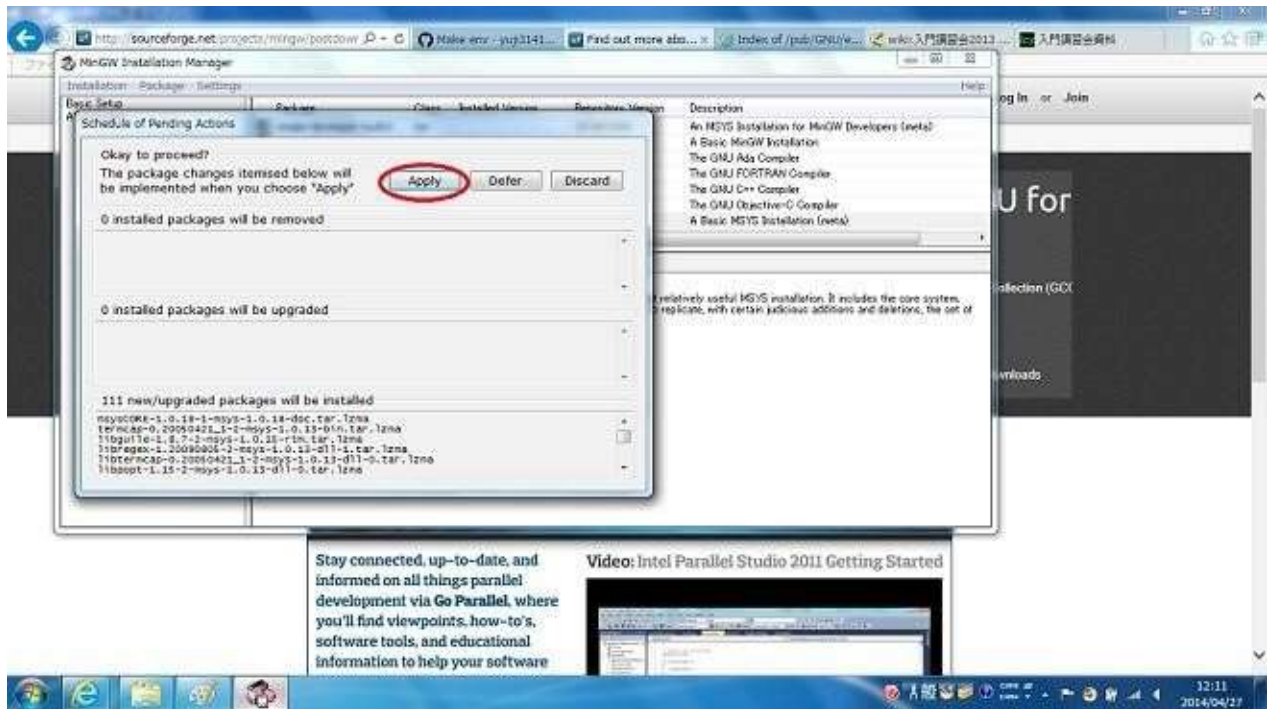 http://sourceforge.net/projects/mingw/postdown
Make env - yuji3141...
Find out more abo...
Index of /pub/GNU/e...
wiki:入門講習会2013 ...
入門講習会資料
MinGW Installation Manager
Installation Package Settings
Help
Basic Setup
Package Class Installed Version Repository Version Description
An MSYS Installation for MinGW Developers (meta)
A Basic MinGW Installation
The GNU Ada Compiler
The GNU FORTRAN Compiler
The GNU C++ Compiler
The GNU Objective-C Compiler
A Basic MSYS Installation (meta)
Schedule of Pending Actions
Okay to proceed?
The package changes itemised below will
be implemented when you choose "Apply"
Apply Defer Discard
0 installed packages will be removed
0 installed packages will be upgraded
111 new/upgraded packages will be installed
msysCORE-1.0.18-1-msys-1.0.18-doc.tar.lzma
termcap-0.20050421_1-2-msys-1.0.13-bin.tar.lzma
libguile-1.8.7-2-msys-1.0.15-rtm.tar.lzma
libregex-1.20090805-2-msys-1.0.13-dll-1.tar.lzma
libtermcap-0.20050421_1-2-msys-1.0.13-dll-0.tar.lzma
libpopt-1.15-2-msys-1.0.13-dll-0.tar.lzma
relatively useful MSYS installation. It includes the core system,
replicate, with certain judicious additions and deletions, the set of
og In or Join
U for
ollection (GC
wnloads
Stay connected, up-to-date, and
informed on all things parallel
development via Go Parallel, where
you'll find viewpoints, how-to's,
software tools, and educational
information to help your software
Video: Intel Parallel Studio 2011 Getting Started
A 般
12:11
2014/04/27